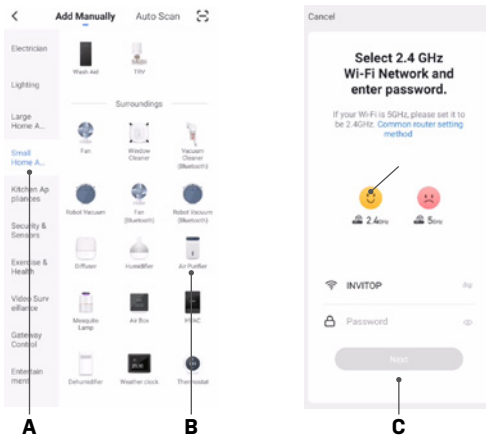 Add Manually
Auto Scan
Electrician
Lighting
Large
Home A...
Small
Home A...
Kitchen Ap
pliances
Security &
Sensors
Exercise &
Health
Video Surv
eillance
Gateway
Control
Entertain
ment
Wash Aid
TRV
Surroundings
Fan
Window
Cleaner
Vacuum
Cleaner
(Bluetooth)
Robot Vacuum
Fan
(Bluetooth)
Robot Vacuum
(Bluetooth)
Diffuser
Humidifier
Air Purifier
Mosquito
Lamp
Air Box
HVAC
Dehumidifier
Weather clock
Thermostat
A
B
Cancel
Select 2.4 GHz
Wi-Fi Network and
enter password.
If your Wi-Fi is 5GHz, please set it to
be 2.4GHz. Common router setting
method
2.4GHz
5GHz
INVITOP
Password
Next
C